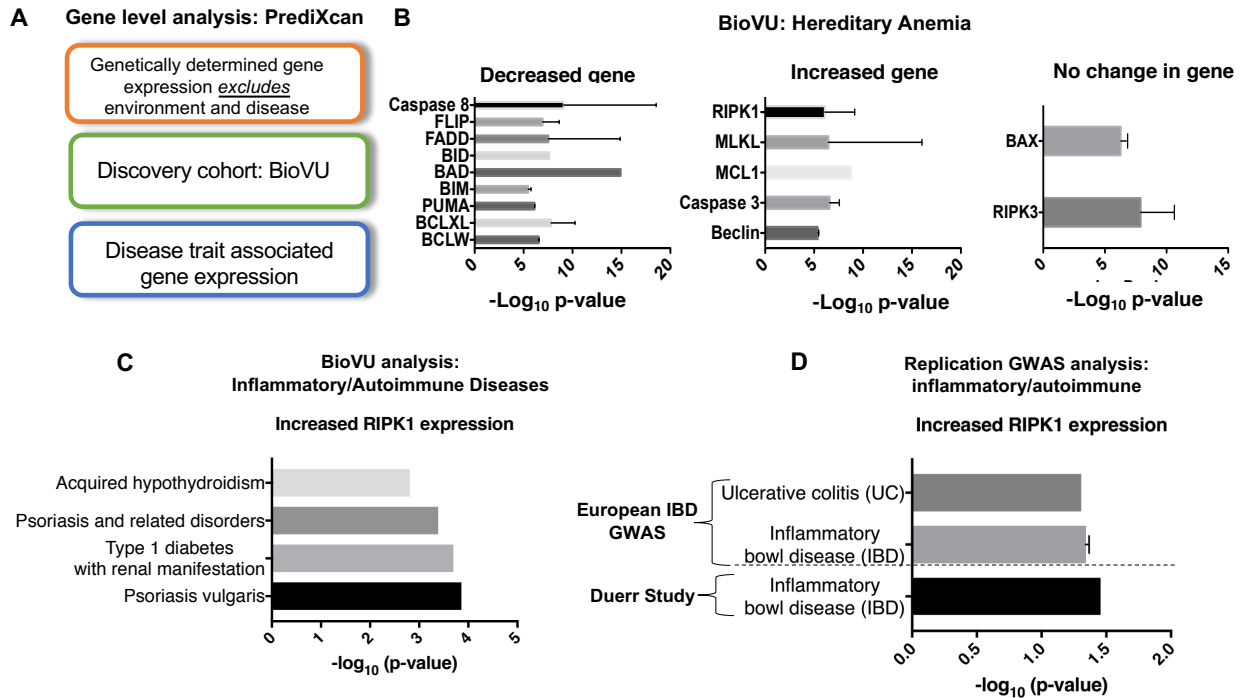 A
Gene level analysis: PrediXcan
Genetically determined gene
expression excludes
environment and disease
Discovery cohort: BioVU
Disease trait associated
gene expression
B
BioVU: Hereditary Anemia
Decreased gene
Caspase 8
FLIP
FADD
BID
BAD
BIM
PUMA
BCLXL
BCLW
0 5 10 15 20
-Log10 p-value
Increased gene
RIPK1
MLKL
MCL1
Caspase 3
Beclin
0 5 10 15 20
-Log10 p-value
No change in gene
BAX
RIPK3
0 5 10 15
-Log10 p-value
C
BioVU analysis:
Inflammatory/Autoimmune Diseases
Increased RIPK1 expression
Acquired hypothydroidism
Psoriasis and related disorders
Type 1 diabetes
with renal manifestation
Psoriasis vulgaris
0 1 2 3 4 5
-log10 (p-value)
D
Replication GWAS analysis:
inflammatory/autoimmune
Increased RIPK1 expression
European IBD
GWAS
Ulcerative colitis (UC)
Inflammatory
bowl disease (IBD)
Duerr Study
Inflammatory
bowl disease (IBD)
0.0 0.5 1.0 1.5 2.0
-log10 (p-value)